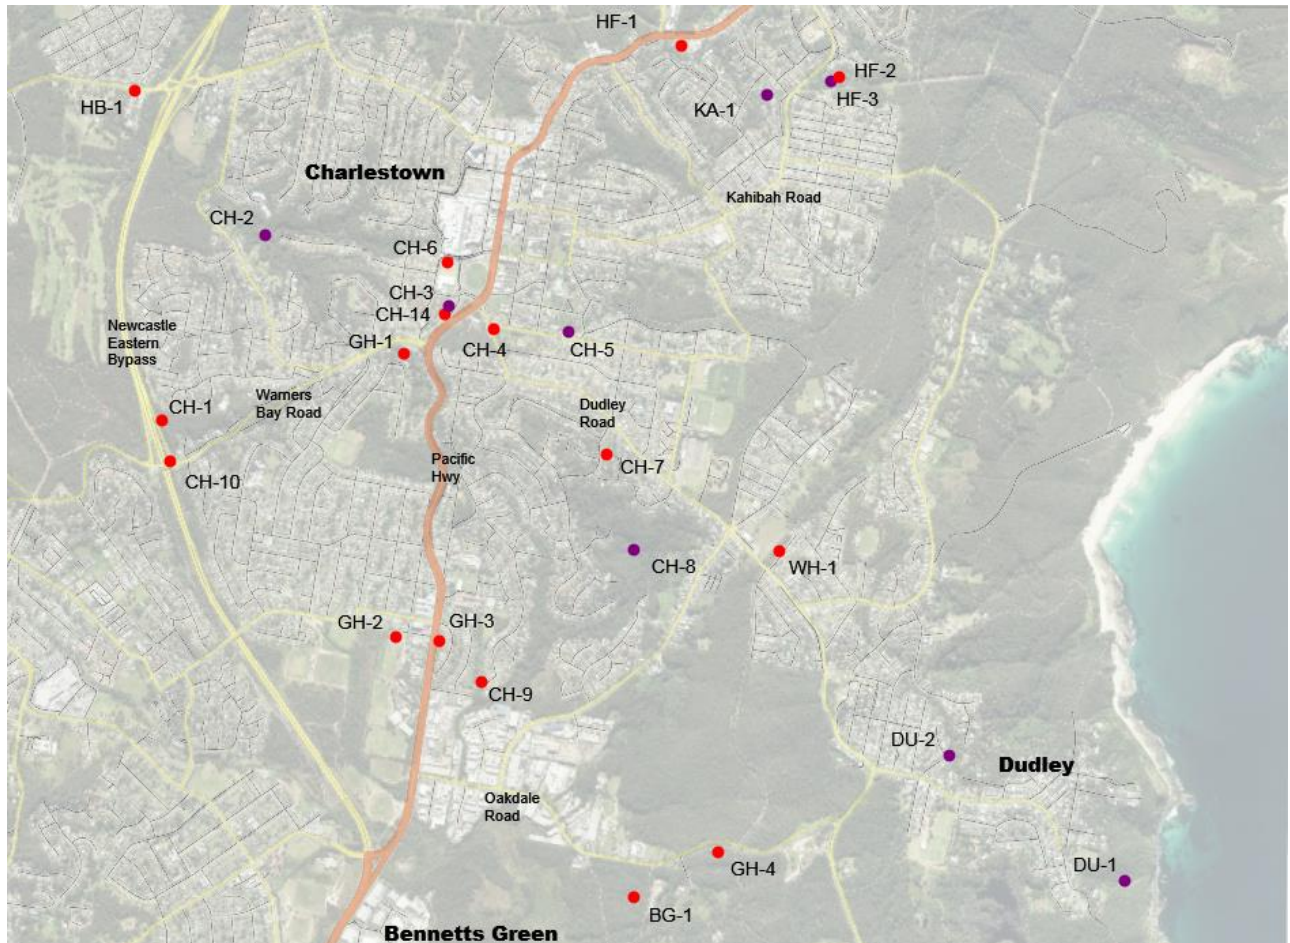 HF-1
HF-2
HB-1
KA-1
HF-3
Charlestown
Kahibah Road
CH-2
CH-6
CH-3
CH-14
Newcastle
Eastern
Bypass
GH-1
CH-4
CH-5
Warners
Bay Road
CH-1
Dudley
Road
Pacific
Hwy
CH-7
CH-10
CH-8
WH-1
GH-2
GH-3
CH-9
DU-2
Dudley
Oakdale
Road
GH-4
DU-1
BG-1
Bennetts Green